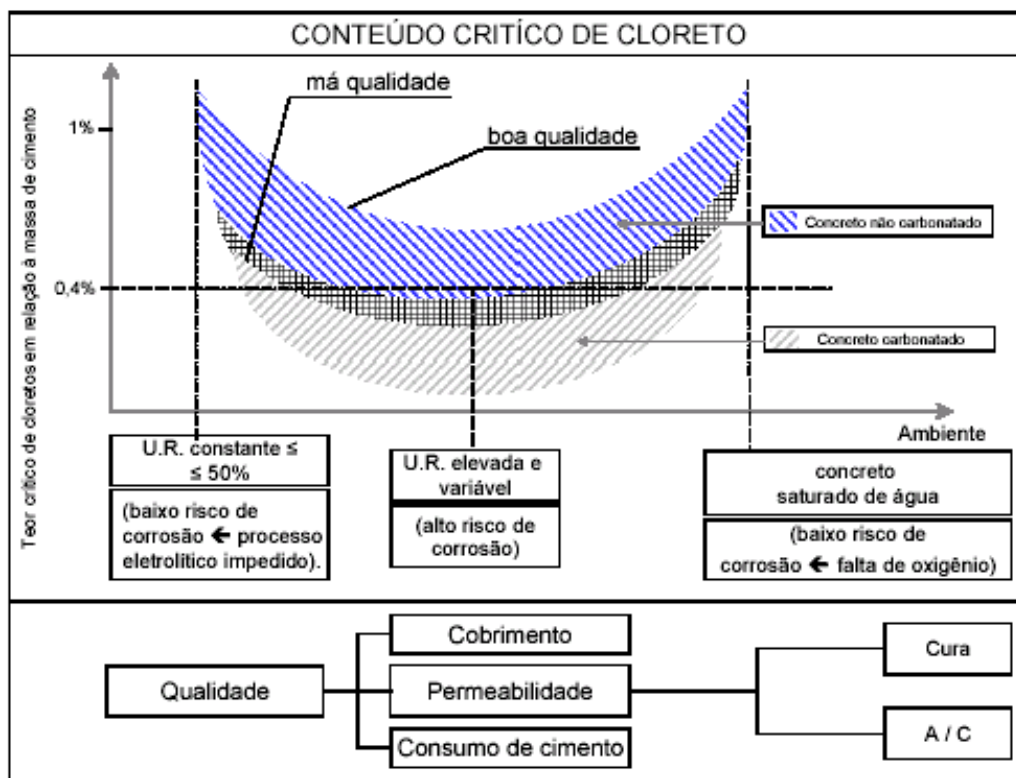 CONTEÚDO CRITÍCO DE CLORETO
Teor crítico de cloretos em relação à massa de cimento
má qualidade
1%
boa qualidade
Concreto não carbonatado
0,4%
Concreto carbonatado
Ambiente
U.R. constante ≤
≤ 50%
(baixo risco de
corrosão ← processo
eletrolítico impedido).
U.R. elevada e
variável
(alto risco de
corrosão)
concreto
saturado de água
(baixo risco de
corrosão ← falta de oxigênio)
Qualidade
Cobrimento
Permeabilidade
Consumo de cimento
Cura
A / C